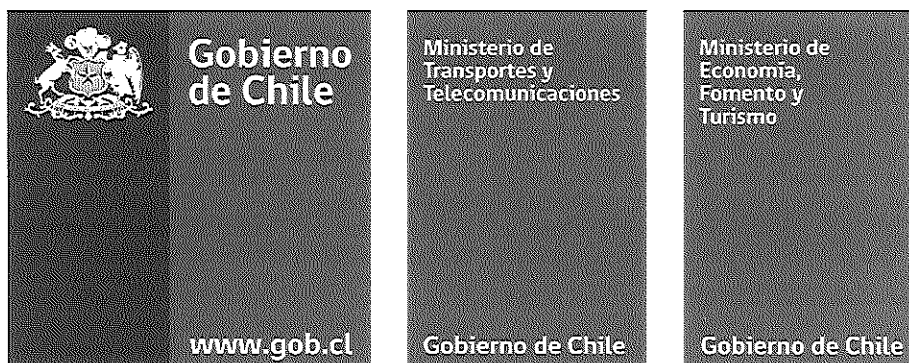 Gobierno
de Chile
www.gob.cl
Ministerio de
Transportes y
Telecomunicaciones
Gobierno de Chile
Ministerio de
Economía,
Fomento y
Turismo
Gobierno de Chile